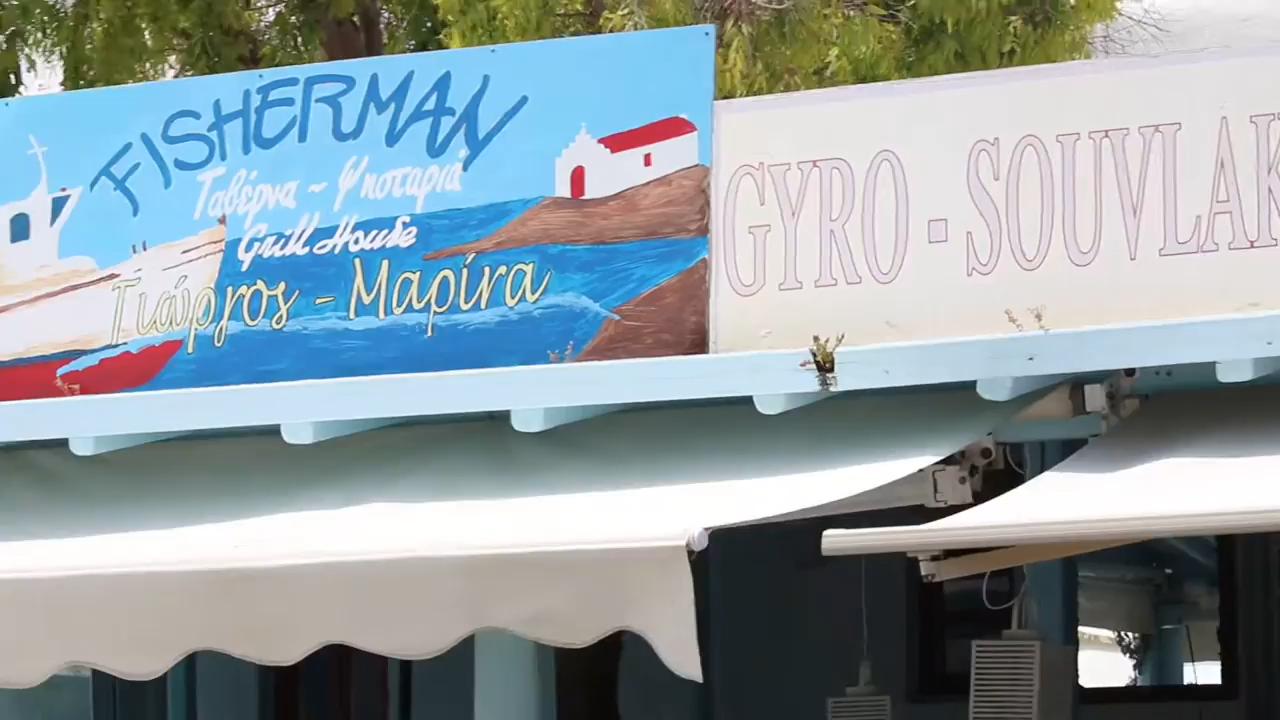 FISHERMAN
Ταβέρνα ~ Ψησταριά
Grill House
Γιώργος - Μαρίνα
GYRO - SOUVLAK